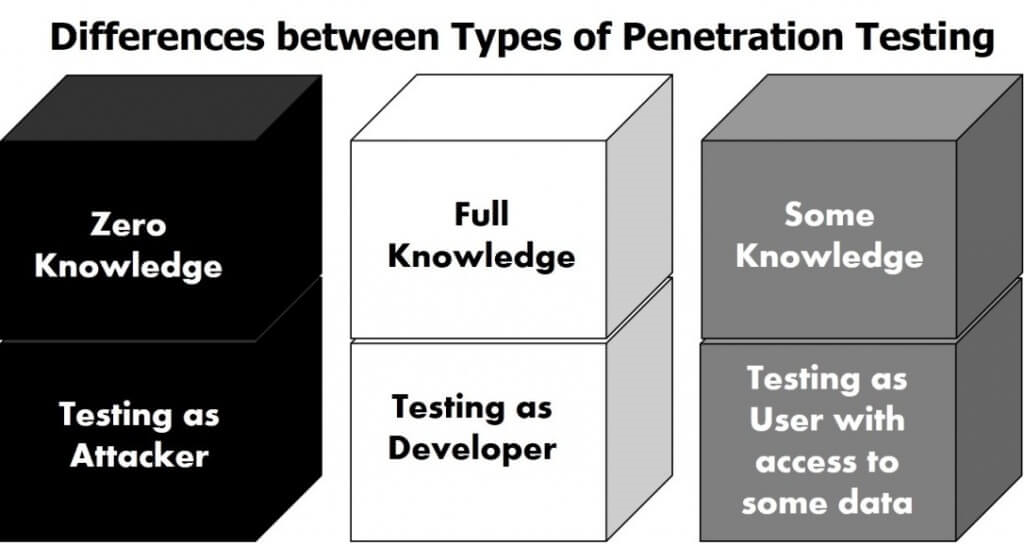 Differences between Types of Penetration Testing
Zero
Knowledge
Testing as
Attacker
Full
Knowledge
Testing as
Developer
Some
Knowledge
Testing as
User with
access to
some data